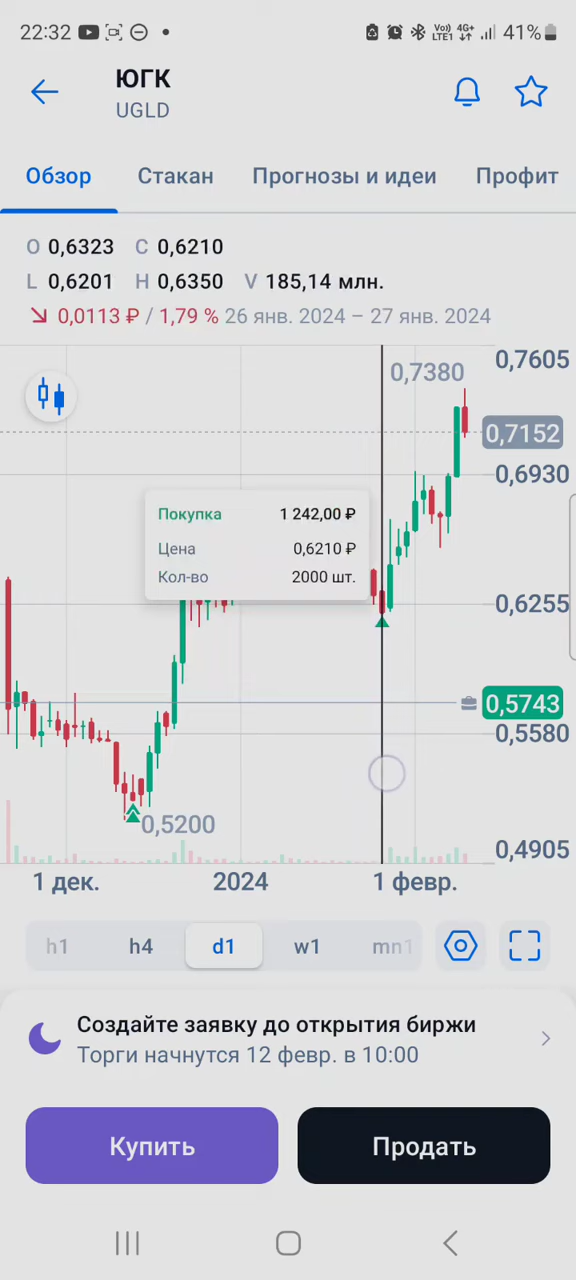 22:32 Vo)) LTE1 4G+ 41%
ЮГК
UGLD
Обзор Стакан Прогнозы и идеи Профит
O 0,6323 C 0,6210
L 0,6201 H 0,6350 V 185,14 млн.
0,0113 ₽ / 1,79 % 26 янв. 2024 – 27 янв. 2024
0,7605
0,7380
0,7152
0,6930
Покупка 1 242,00 ₽
Цена 0,6210 ₽
Кол-во 2000 шт.
0,6255
0,5743
0,5580
0,5200
0,4905
1 дек. 2024 1 февр.
h1 h4 d1 w1 mn1
Создайте заявку до открытия биржи
Торги начнутся 12 февр. в 10:00
Купить Продать